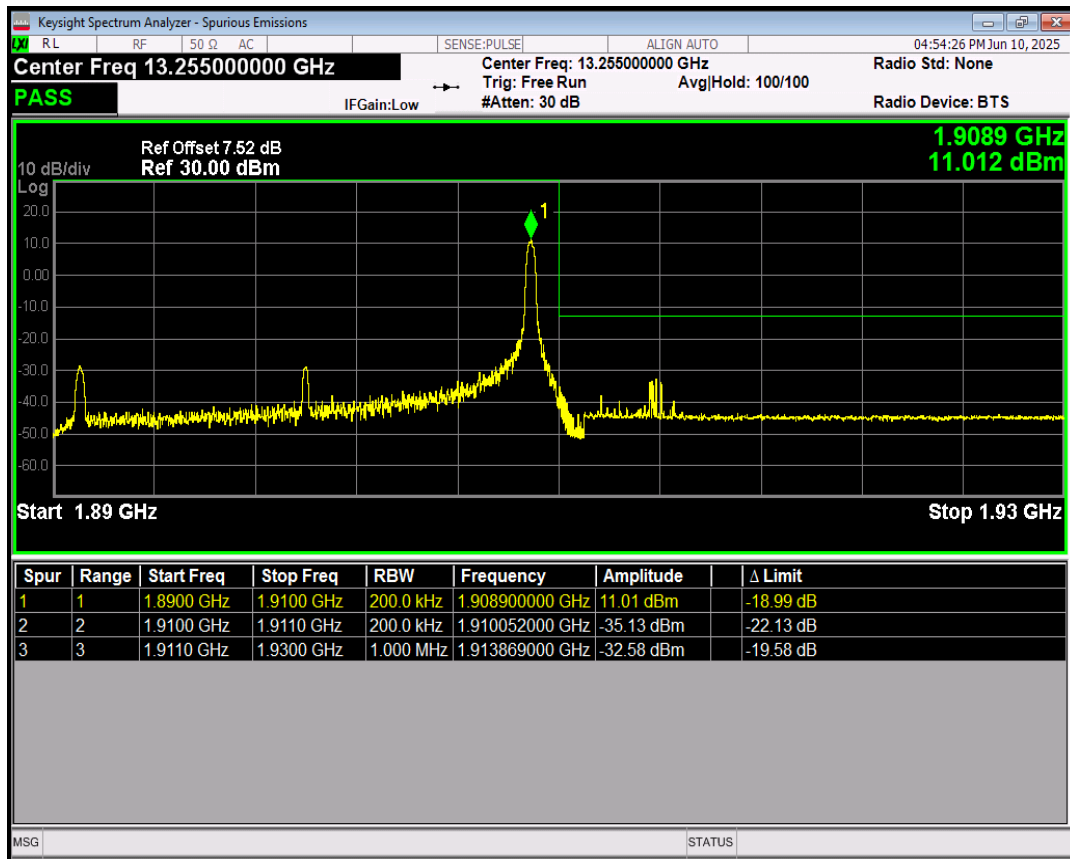 Keysight Spectrum Analyzer - Spurious Emissions
LXI RL RF 50 Ω AC SENSE:PULSE ALIGN AUTO 04:54:26 PM Jun 10, 2025
Center Freq 13.255000000 GHz Center Freq: 13.255000000 GHz Radio Std: None
Trig: Free Run Avg|Hold: 100/100
PASS IFGain:Low #Atten: 30 dB Radio Device: BTS
1.9089 GHz
11.012 dBm
Ref Offset 7.52 dB
10 dB/div Ref 30.00 dBm
Log
20.0
1
10.0
0.00
-10.0
-20.0
-30.0
-40.0
-50.0
-60.0
Start 1.89 GHz Stop 1.93 GHz
Spur Range Start Freq Stop Freq RBW Frequency Amplitude Δ Limit
1 1 1.8900 GHz 1.9100 GHz 200.0 kHz 1.908900000 GHz 11.01 dBm -18.99 dB
2 2 1.9100 GHz 1.9110 GHz 200.0 kHz 1.910052000 GHz -35.13 dBm -22.13 dB
3 3 1.9110 GHz 1.9300 GHz 1.000 MHz 1.913869000 GHz -32.58 dBm -19.58 dB
MSG STATUS